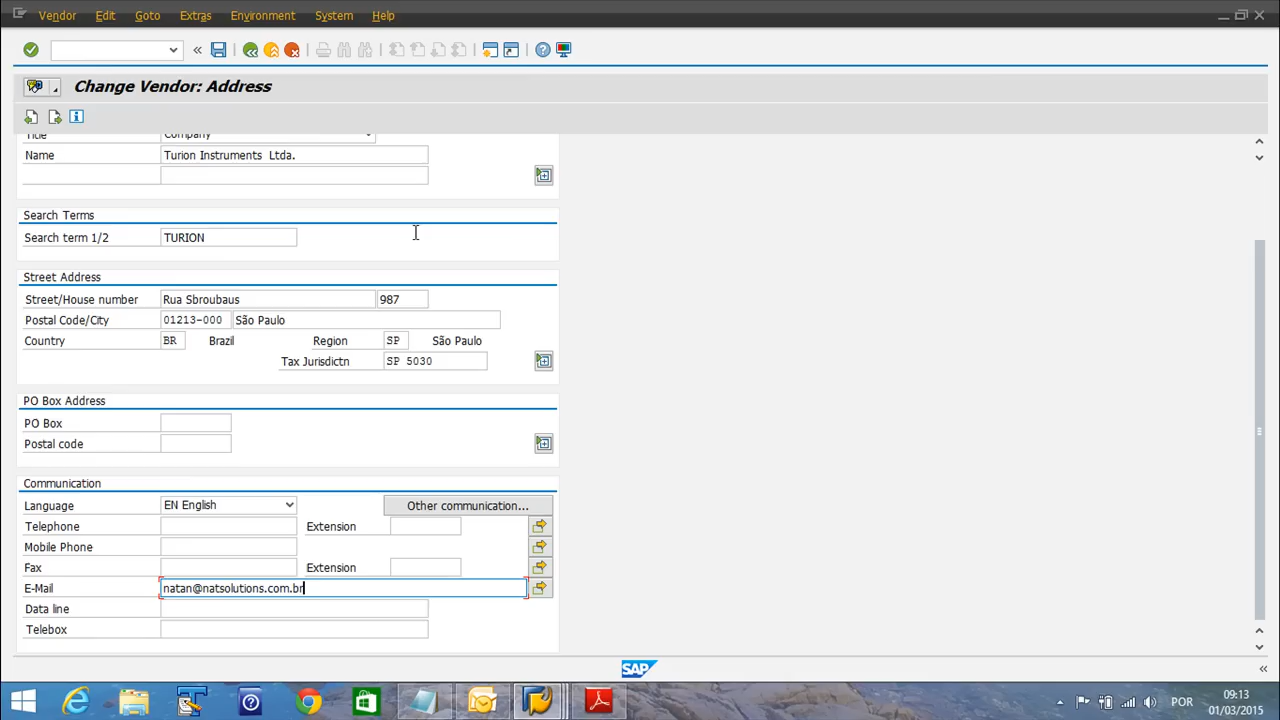 Vendor Edit Goto Extras Environment System Help
Change Vendor: Address
Title Company
Name Turion Instruments Ltda.
Search Terms
Search term 1/2 TURION
Street Address
Street/House number Rua Sbroubaus 987
Postal Code/City 01213-000 São Paulo
Country BR Brazil Region SP São Paulo
Tax Jurisdictn SP 5030
PO Box Address
PO Box
Postal code
Communication
Language EN English Other communication...
Telephone Extension
Mobile Phone
Fax Extension
E-Mail natan@natsolutions.com.br
Data line
Telebox
SAP
POR 09:13
01/03/2015